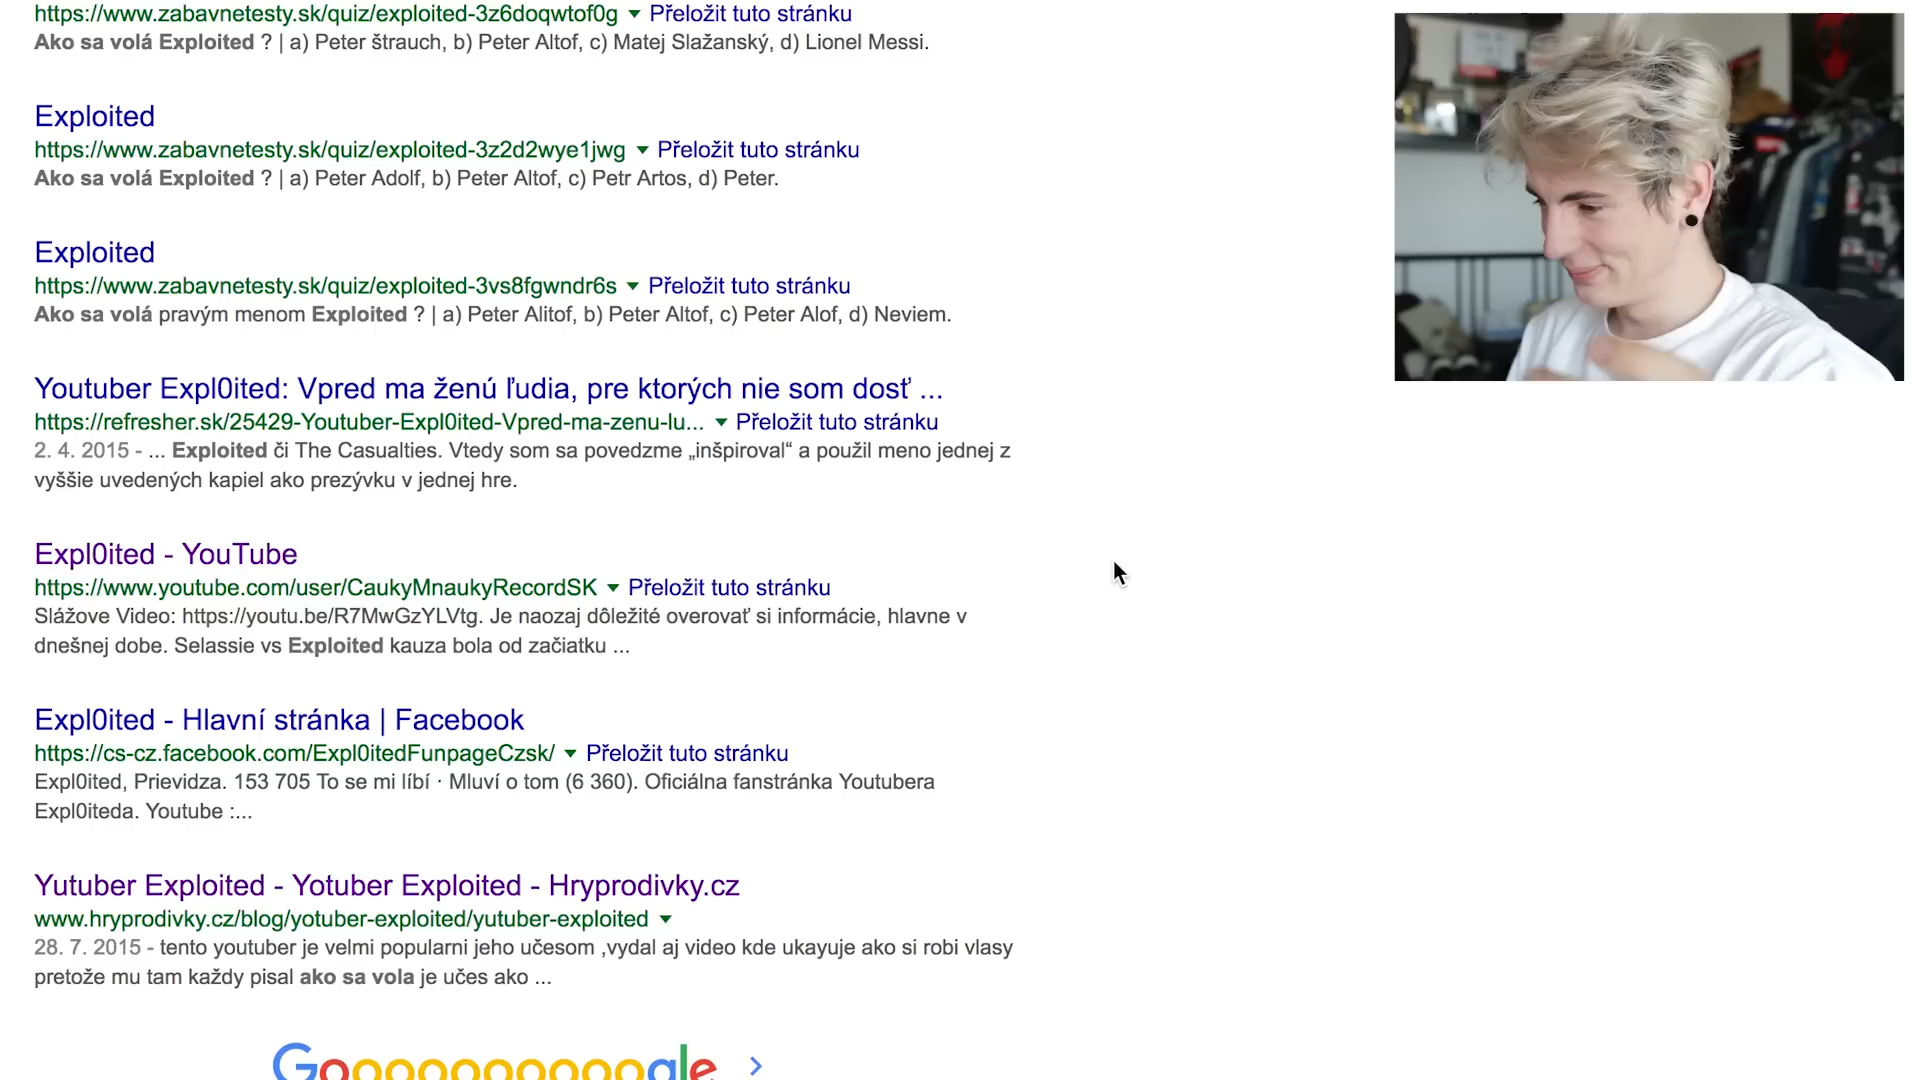 https://www.zabavnetesty.sk/quiz/exploited-3z6doqwtof0g ▼ Přeložit tuto stránku
Ako sa volá Exploited ? | a) Peter štrauch, b) Peter Altof, c) Matej Slažanský, d) Lionel Messi.
Exploited
https://www.zabavnetesty.sk/quiz/exploited-3z2d2wye1jwg ▼ Přeložit tuto stránku
Ako sa volá Exploited ? | a) Peter Adolf, b) Peter Altof, c) Petr Artos, d) Peter.
Exploited
https://www.zabavnetesty.sk/quiz/exploited-3vs8fgwndr6s ▼ Přeložit tuto stránku
Ako sa volá pravým menom Exploited ? | a) Peter Alitof, b) Peter Altof, c) Peter Alof, d) Neviem.
Youtuber Expl0ited: Vpred ma ženú ľudia, pre ktorých nie som dosť ...
https://refresher.sk/25429-Youtuber-Expl0ited-Vpred-ma-zenu-lu... ▼ Přeložit tuto stránku
2. 4. 2015 - ... Exploited či The Casualties. Vtedy som sa povedzme „inšpiroval“ a použil meno jednej z
vyššie uvedených kapiel ako prezývku v jednej hre.
Expl0ited - YouTube
https://www.youtube.com/user/CaukyMnaukyRecordSK ▼ Přeložit tuto stránku
Slážove Video: https://youtu.be/R7MwGzYLVtg. Je naozaj dôležité overovať si informácie, hlavne v
dnešnej dobe. Selassie vs Exploited kauza bola od začiatku ...
Expl0ited - Hlavní stránka | Facebook
https://cs-cz.facebook.com/Expl0itedFunpageCzsk/ ▼ Přeložit tuto stránku
Expl0ited, Prievidza. 153 705 To se mi líbí · Mluví o tom (6 360). Oficiálna fanstránka Youtubera
Expl0iteda. Youtube :...
Yutuber Exploited - Yotuber Exploited - Hryprodivky.cz
www.hryprodivky.cz/blog/yotuber-exploited/yutuber-exploited ▼
28. 7. 2015 - tento youtuber je velmi popularni jeho učesom ,vydal aj video kde ukayuje ako si robi vlasy
pretože mu tam každy pisal ako sa vola je učes ako ...
Goooooooooogle >